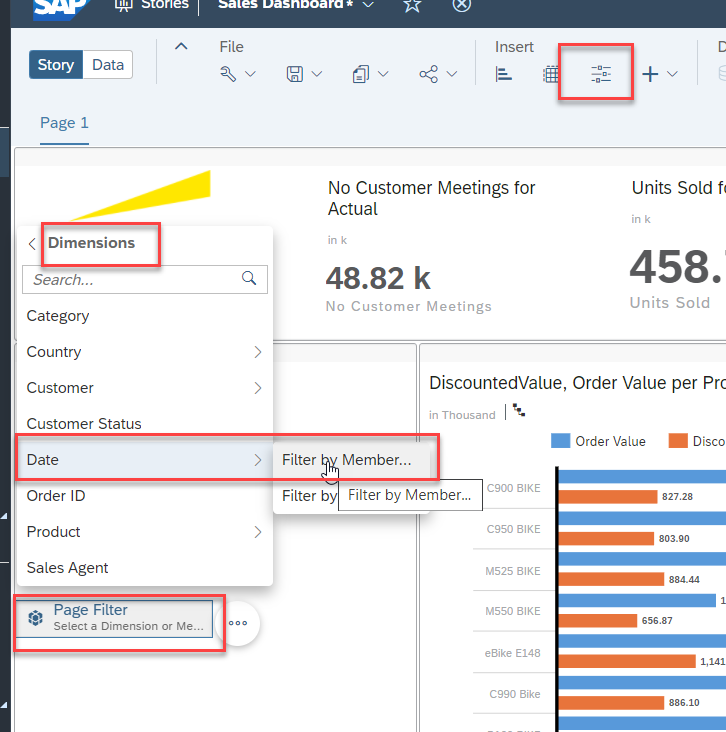 SAP
Stories
Sales Dashboard*
Story
Data
File
Insert
D
Page 1
No Customer Meetings for
Actual
in k
48.82 k
No Customer Meetings
Units Sold fo
in k
458.
Units Sold
Dimensions
Search...
Category
Country
Customer
Customer Status
Date
Filter by Member...
Order ID
Filter by
Filter by Member...
Product
Sales Agent
Page Filter
Select a Dimension or Me...
DiscountedValue, Order Value per Pro
in Thousand
Order Value
Disco
C900 BIKE
827.28
C950 BIKE
803.90
M525 BIKE
884.44
M550 BIKE
1
656.87
eBike E148
1,141
C990 Bike
886.10